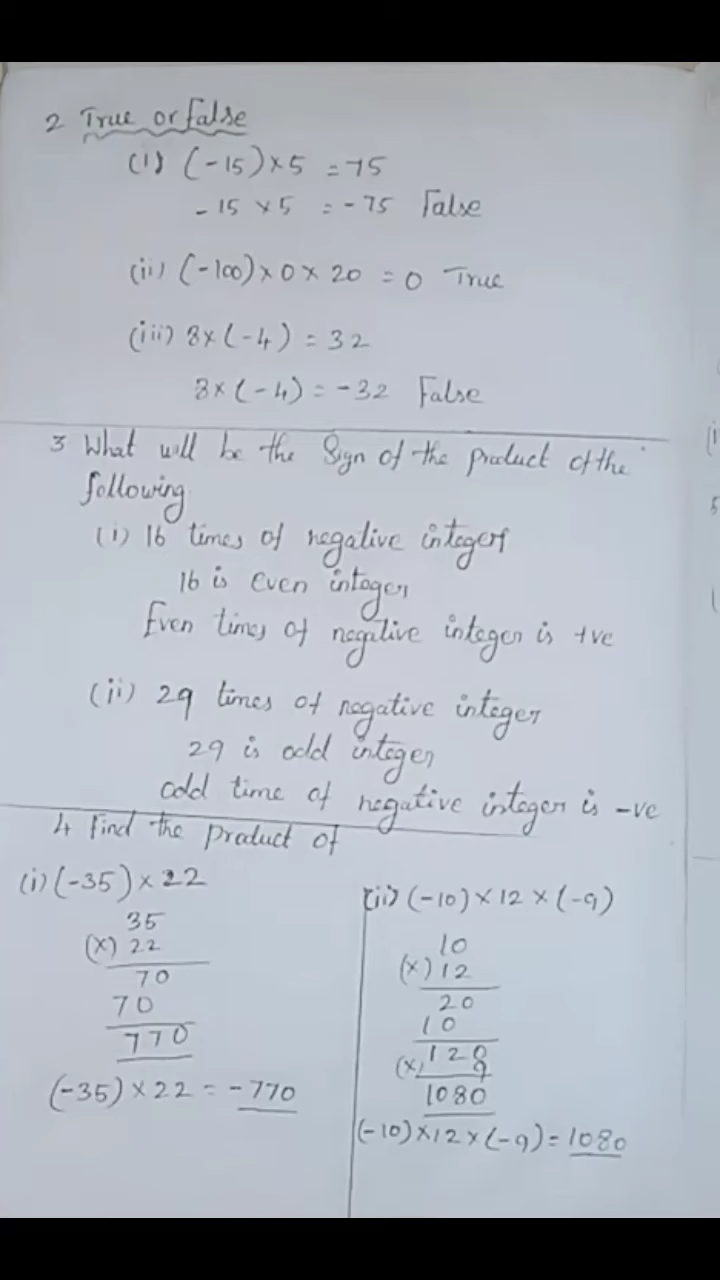 2 True or False
(i) (-15)×5 = 75
-15 ×5 = -75 False
(ii) (-100)×0×20 = 0 True
(iii) 8×(-4) = 32
8×(-4) = -32 False
3 What will be the Sign of the product of the
following
(i) 16 times of negative integers
16 is even integer
Even times of negative integer is +ve
(ii) 29 times of negative integer
29 is odd integer
odd time of negative integer is -ve
4 Find the product of
(i) (-35)×22
35
(×) 22
70
70
770
(-35)×22 = -770
(ii) (-10)×12×(-9)
10
(×) 12
20
10
120
(×) 9
1080
(-10)×12×(-9) = 1080